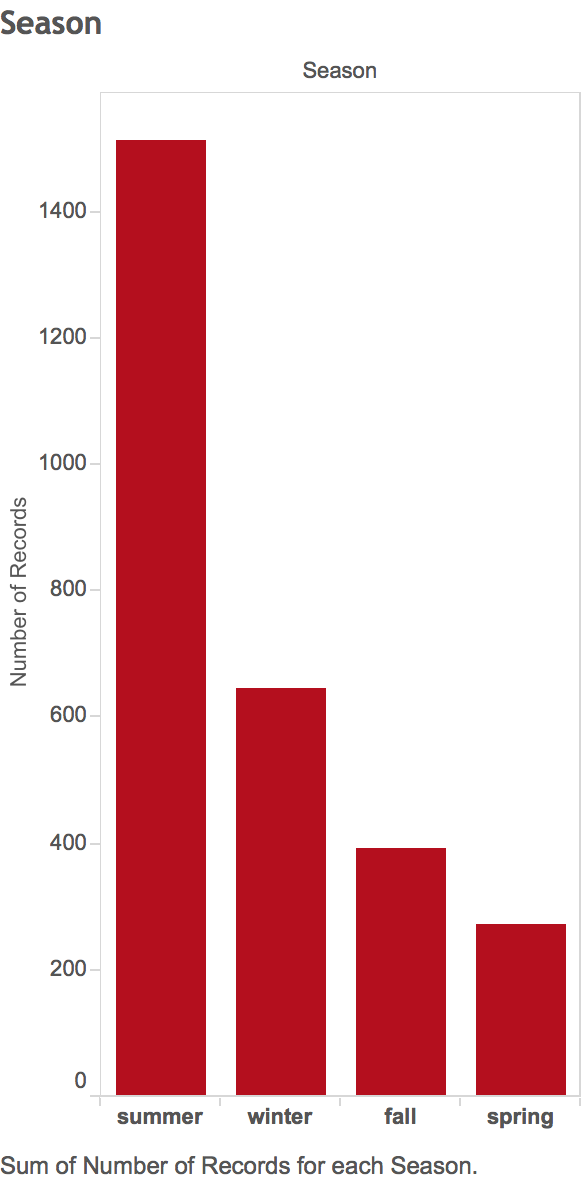 Season
Season
1400
1200
1000
800
600
400
200
0
Number of Records
summer winter fall spring
Sum of Number of Records for each Season.